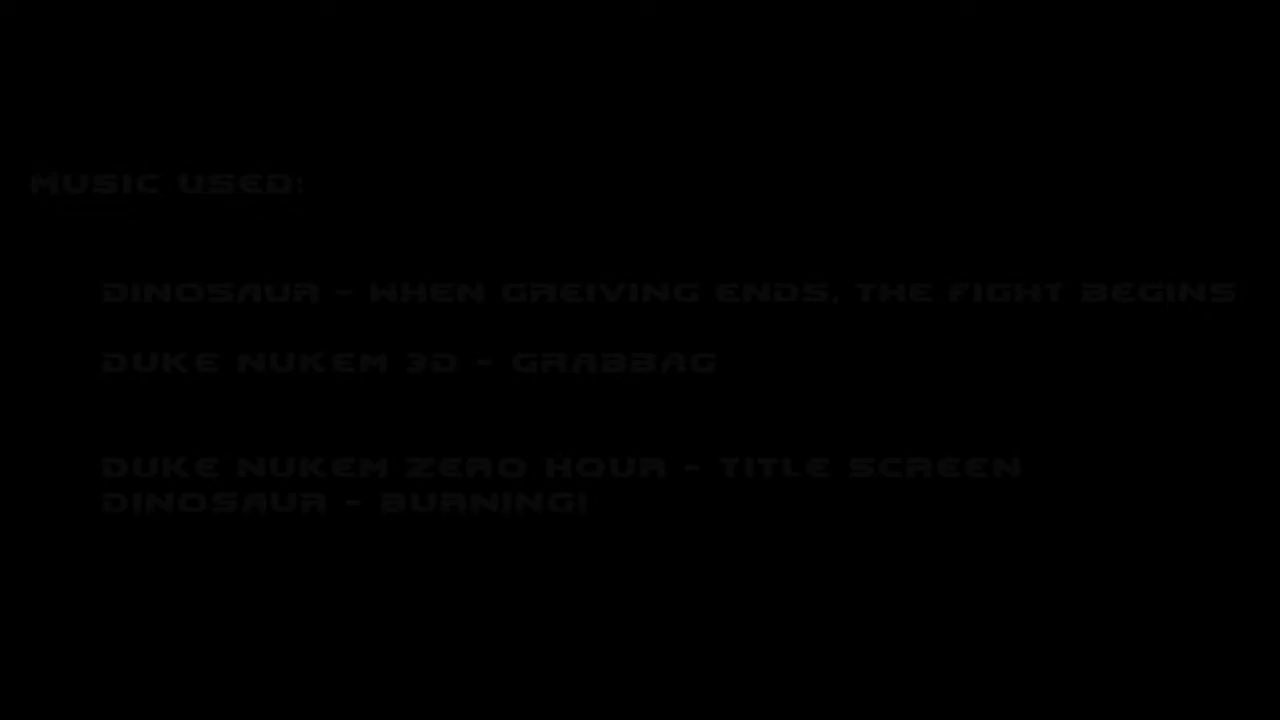 MUSIC USED:
DINOSAUR - WHEN GREIVING ENDS, THE FIGHT BEGINS
DUKE NUKEM 3D - GRABBAG
DUKE NUKEM ZERO HOUR - TITLE SCREEN
DINOSAUR - BURNING!